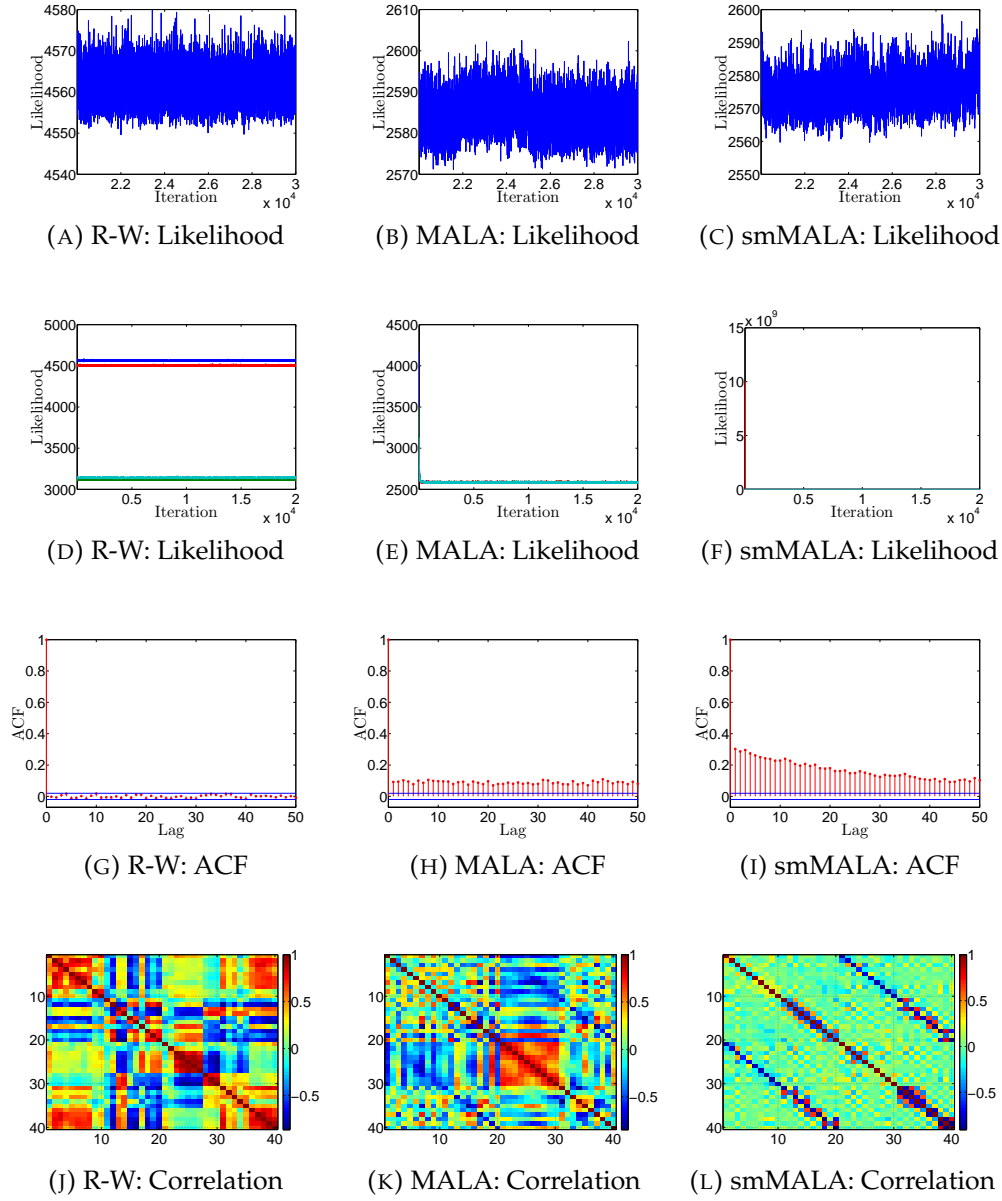 4580
4570
4560
4550
4540
Likelihood
2.2 2.4 2.6 2.8 3
Iteration
x 10^4
(A) R-W: Likelihood
2610
2600
2590
2580
2570
Likelihood
2.2 2.4 2.6 2.8 3
Iteration
x 10^4
(B) MALA: Likelihood
2600
2590
2580
2570
2560
2550
Likelihood
2.2 2.4 2.6 2.8 3
Iteration
x 10^4
(C) smMALA: Likelihood
5000
4500
4000
3500
3000
Likelihood
0.5 1 1.5 2
Iteration
x 10^4
(D) R-W: Likelihood
4500
4000
3500
3000
2500
Likelihood
0.5 1 1.5 2
Iteration
x 10^4
(E) MALA: Likelihood
x 10^9
15
10
5
0
Likelihood
0.5 1 1.5 2
Iteration
x 10^4
(F) smMALA: Likelihood
1
0.8
0.6
0.4
0.2
0
ACF
0 10 20 30 40 50
Lag
(G) R-W: ACF
1
0.8
0.6
0.4
0.2
0
ACF
0 10 20 30 40 50
Lag
(H) MALA: ACF
1
0.8
0.6
0.4
0.2
0
ACF
0 10 20 30 40 50
Lag
(I) smMALA: ACF
10
20
30
40
10 20 30 40
1
0.5
0
−0.5
(J) R-W: Correlation
10
20
30
40
10 20 30 40
1
0.5
0
−0.5
(K) MALA: Correlation
10
20
30
40
10 20 30 40
1
0.5
0
−0.5
(L) smMALA: Correlation